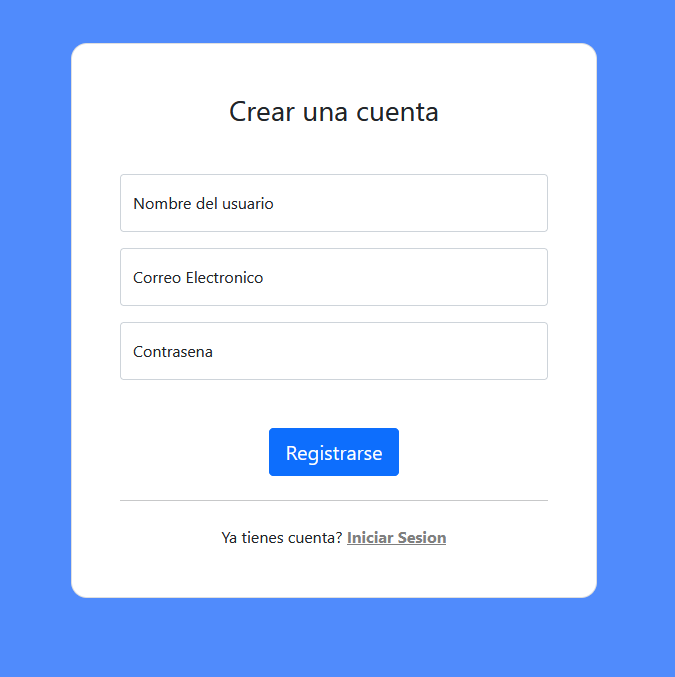 Crear una cuenta
Nombre del usuario
Correo Electronico
Contrasena
Registrarse
Ya tienes cuenta? Iniciar Sesion